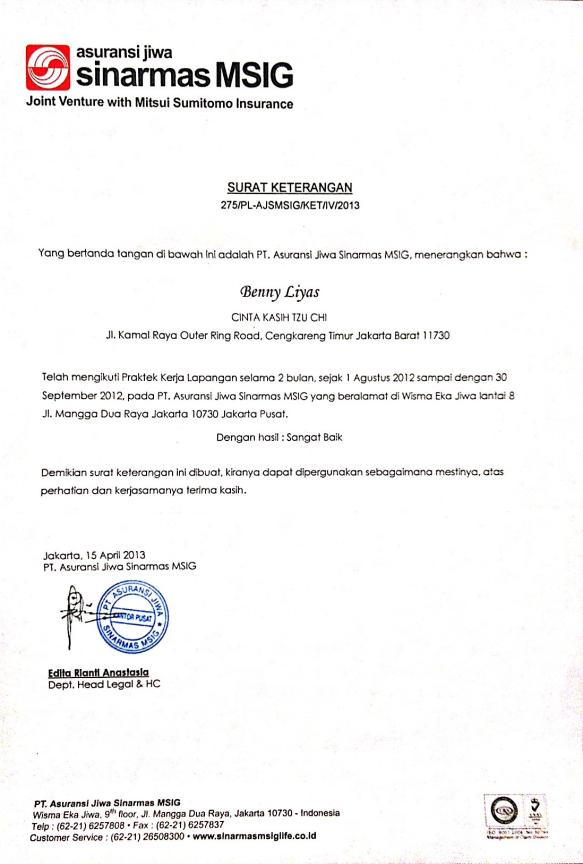 asuransi jiwa
sinarmas MSIG
Joint Venture with Mitsui Sumitomo Insurance
SURAT KETERANGAN
275/PL-AJSMSIG/KET/IV/2013
Yang bertanda tangan di bawah ini adalah PT. Asuransi Jiwa Sinarmas MSIG, menerangkan bahwa :
Benny Liyas
CINTA KASIH TZU CHI
Jl. Kamal Raya Outer Ring Road, Cengkareng Timur Jakarta Barat 11730
Telah mengikuti Praktek Kerja Lapangan selama 2 bulan, sejak 1 Agustus 2012 sampai dengan 30
September 2012, pada PT. Asuransi Jiwa Sinarmas MSIG yang beralamat di Wisma Eka Jiwa lantai 8
Jl. Mangga Dua Raya Jakarta 10730 Jakarta Pusat.
Dengan hasil : Sangat Baik
Demikian surat keterangan ini dibuat, kiranya dapat dipergunakan sebagaimana mestinya, atas
perhatian dan kerjasamanya terima kasih.
Jakarta, 15 April 2013
PT. Asuransi Jiwa Sinarmas MSIG
PT ASURANSI JIWA
KANTOR PUSAT
SINARMAS MSIG
Edita Rianti Anastasia
Dept. Head Legal & HC
PT. Asuransi Jiwa Sinarmas MSIG
Wisma Eka Jiwa, 9th floor, Jl. Mangga Dua Raya, Jakarta 10730 - Indonesia
Telp : (62-21) 6257808 • Fax : (62-21) 6257837
Customer Service : (62-21) 26508300 • www.sinarmasmsiglife.co.id